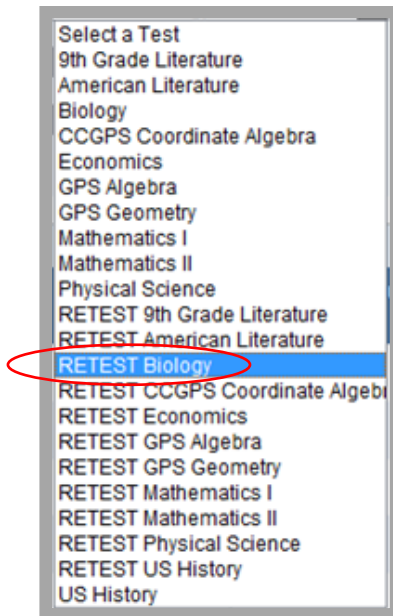 Select a Test
9th Grade Literature
American Literature
Biology
CCGPS Coordinate Algebra
Economics
GPS Algebra
GPS Geometry
Mathematics I
Mathematics II
Physical Science
RETEST 9th Grade Literature
RETEST American Literature
RETEST Biology
RETEST CCGPS Coordinate Algebr
RETEST Economics
RETEST GPS Algebra
RETEST GPS Geometry
RETEST Mathematics I
RETEST Mathematics II
RETEST Physical Science
RETEST US History
US History